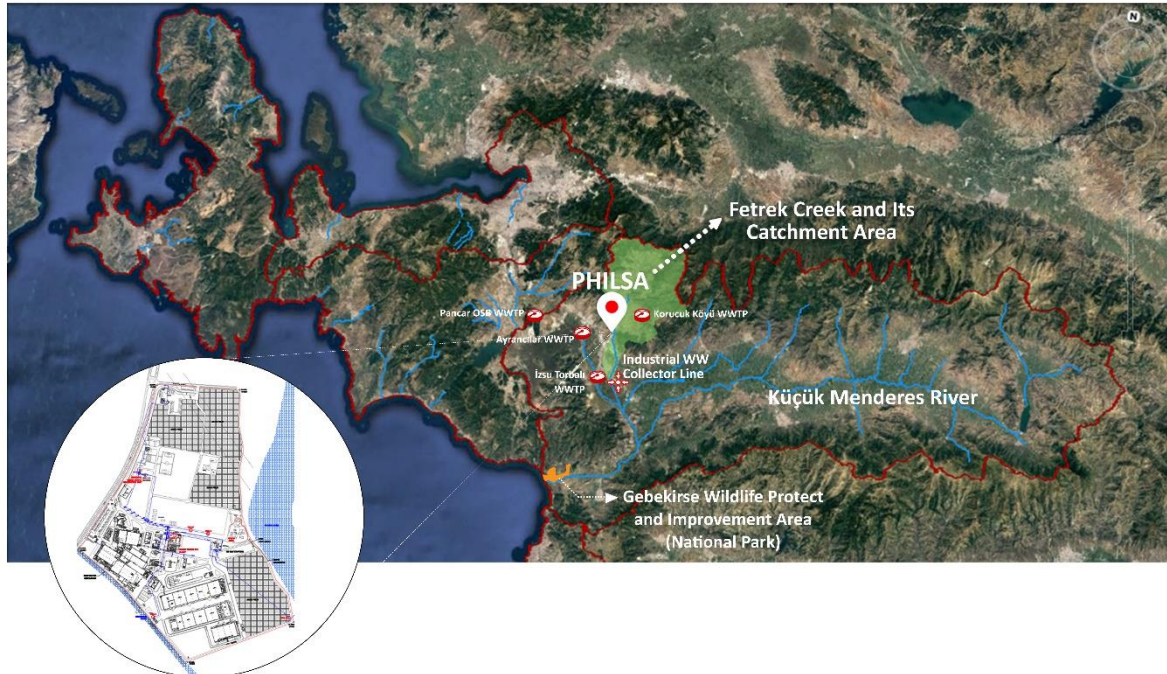 N
Fetrek Creek and Its
Catchment Area
PHILSA
Pancar OSB WWTP
Korucuk Köyü WWTP
Ayrancılar WWTP
Industrial WW
Collector Line
İzsu Torbalı
WWTP
Küçük Menderes River
Gebekirse Wildlife Protect
and Improvement Area
(National Park)